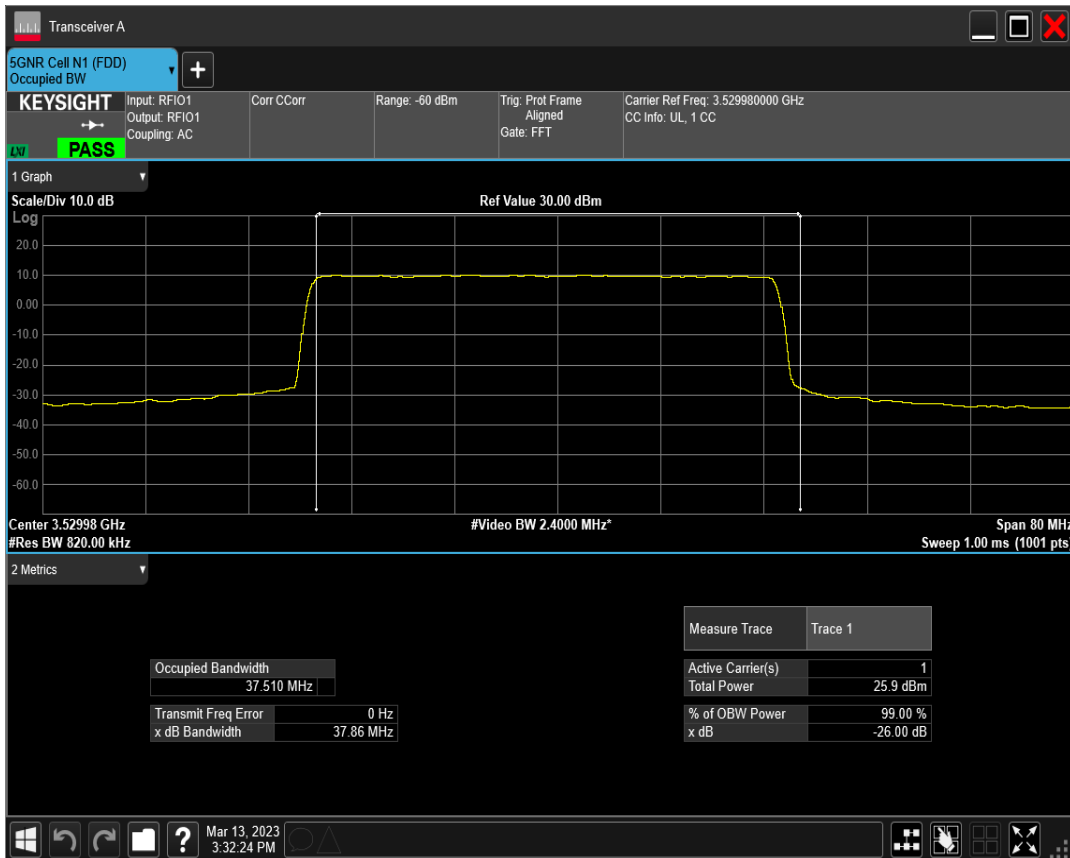 Transceiver A
5GNR Cell N1 (FDD)
Occupied BW
+
KEYSIGHT
LXI
PASS
Input: RFIO1
Output: RFIO1
Coupling: AC
Corr CCorr
Range: -60 dBm
Trig: Prot Frame
Aligned
Gate: FFT
Carrier Ref Freq: 3.529980000 GHz
CC Info: UL, 1 CC
1 Graph
Scale/Div 10.0 dB
Ref Value 30.00 dBm
Log
20.0
10.0
0.00
-10.0
-20.0
-30.0
-40.0
-50.0
-60.0
Center 3.52998 GHz
#Video BW 2.4000 MHz*
Span 80 MHz
#Res BW 820.00 kHz
Sweep 1.00 ms (1001 pts)
2 Metrics
Measure Trace Trace 1
Occupied Bandwidth
37.510 MHz
Active Carrier(s) 1
Total Power 25.9 dBm
Transmit Freq Error 0 Hz
x dB Bandwidth 37.86 MHz
% of OBW Power 99.00 %
x dB -26.00 dB
?
Mar 13, 2023
3:32:24 PM